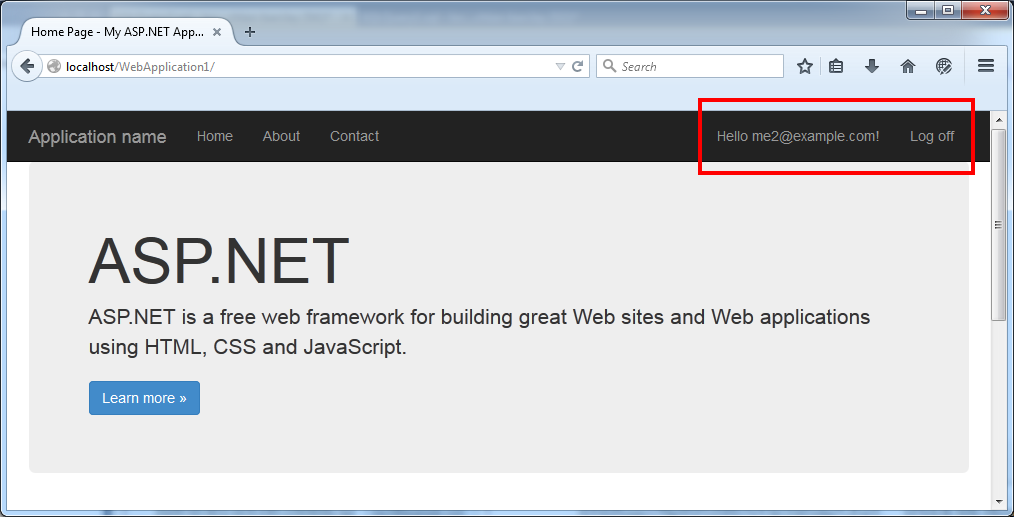 Home Page - My ASP.NET App...
localhost/WebApplication1/
Search
Application name Home About Contact Hello me2@example.com! Log off
ASP.NET
ASP.NET is a free web framework for building great Web sites and Web applications
using HTML, CSS and JavaScript.
Learn more »